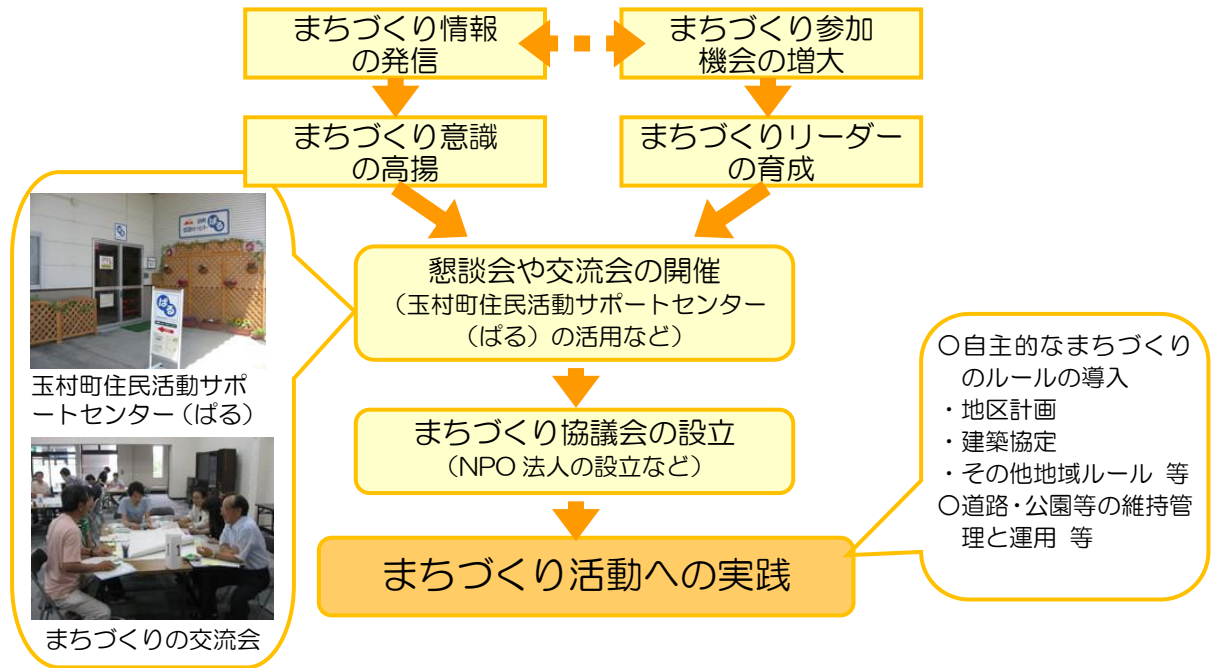 まちづくり情報
の発信
まちづくり参加
機会の増大
まちづくり意識
の高揚
まちづくりリーダー
の育成
懇談会や交流会の開催
（玉村町住民活動サポートセンター
（ぱる）の活用など）
まちづくり協議会の設立
（NPO 法人の設立など）
まちづくり活動への実践
ぱる
ぱる
玉村町住民活動サポ
ートセンター（ぱる）
まちづくりの交流会
○自主的なまちづくり
のルールの導入
・地区計画
・建築協定
・その他地域ルール 等
○道路・公園等の維持管
理と運用 等